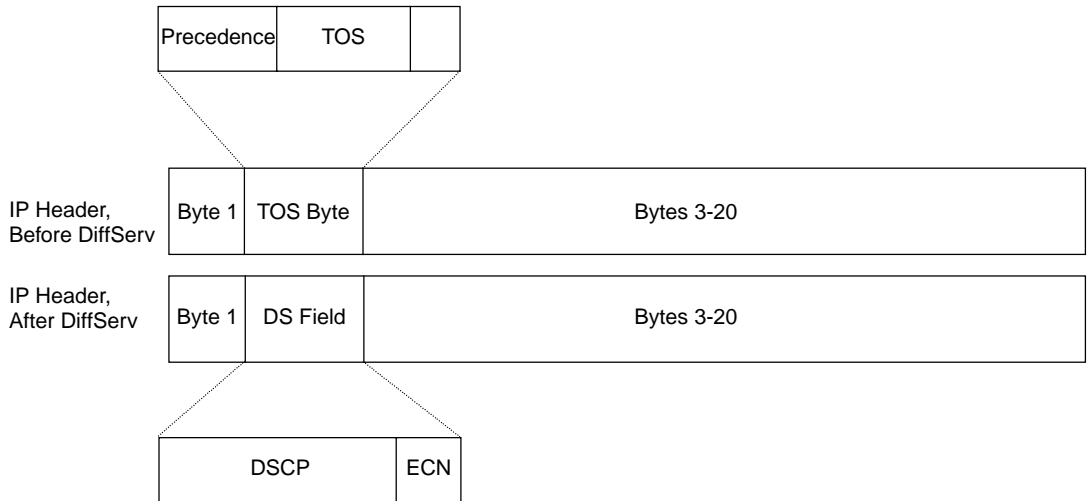 Precedence
TOS
IP Header,
Before DiffServ
Byte 1
TOS Byte
Bytes 3-20
IP Header,
After DiffServ
Byte 1
DS Field
Bytes 3-20
DSCP
ECN